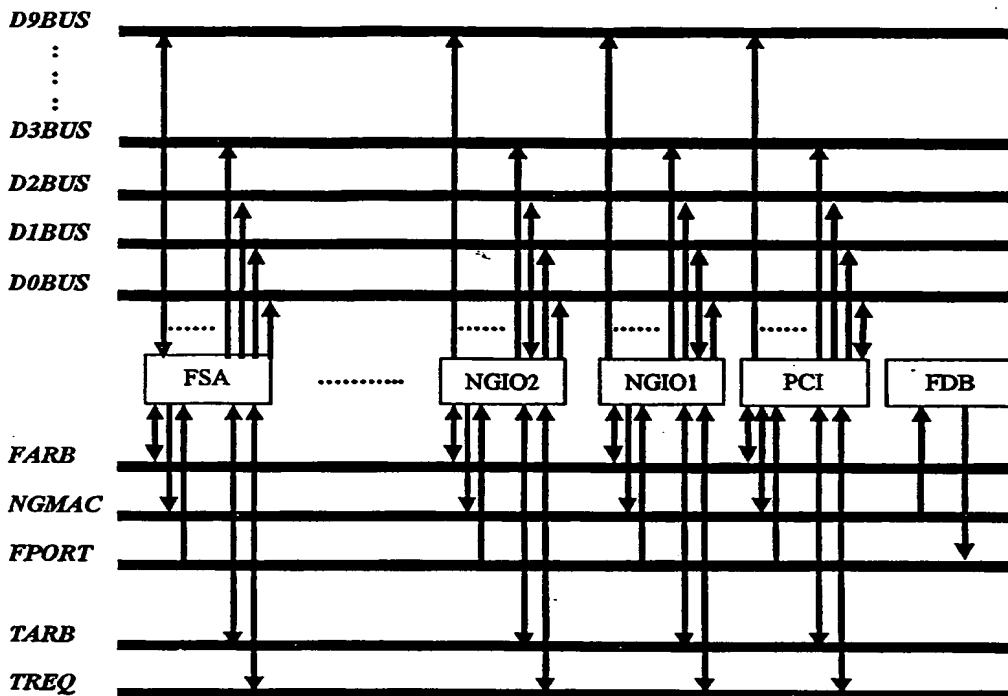 D9BUS
D3BUS
D2BUS
D1BUS
D0BUS
FSA
NGIO2
NGIO1
PCI
FDB
FARB
NGMAC
FPORT
TARB
TREQ